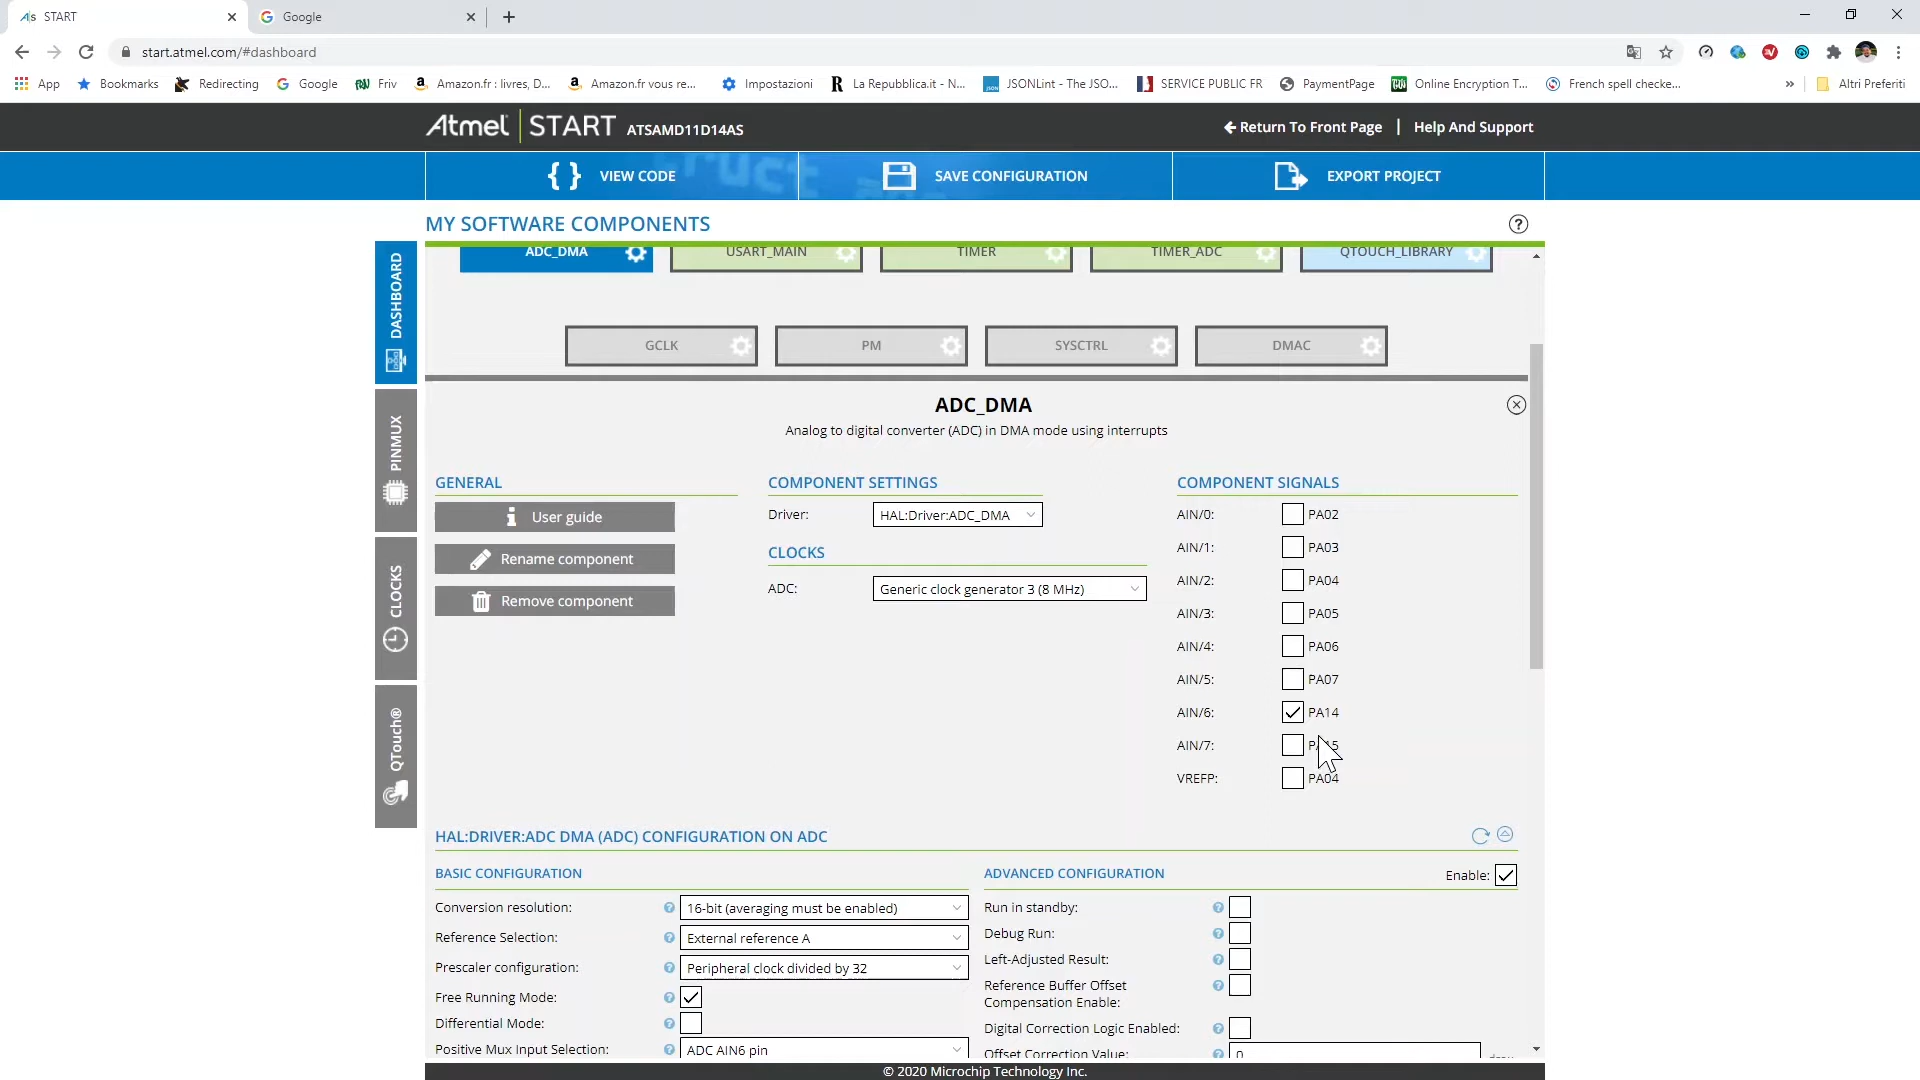 START
Google
start.atmel.com/#dashboard
App
Bookmarks
Redirecting
Google
Friv
Amazon.fr : livres, D...
Amazon.fr vous re...
Impostazioni
La Repubblica.it - N...
JSONLint - The JSO...
SERVICE PUBLIC FR
PaymentPage
Online Encryption T...
French spell checke...
»
Altri Preferiti
Atmel START ATSAMD11D14AS
Return To Front Page | Help And Support
{ } VIEW CODE
SAVE CONFIGURATION
EXPORT PROJECT
MY SOFTWARE COMPONENTS
?
DASHBOARD
PINMUX
CLOCKS
QTouch®
ADC_DMA
USART_MAIN
TIMER
TIMER_ADC
QTOUCH_LIBRARY
GCLK
PM
SYSCTRL
DMAC
ADC_DMA
Analog to digital converter (ADC) in DMA mode using interrupts
GENERAL
User guide
Rename component
Remove component
COMPONENT SETTINGS
Driver: HAL:Driver:ADC_DMA
CLOCKS
ADC: Generic clock generator 3 (8 MHz)
COMPONENT SIGNALS
AIN/0: PA02
AIN/1: PA03
AIN/2: PA04
AIN/3: PA05
AIN/4: PA06
AIN/5: PA07
AIN/6: PA14
AIN/7: PA15
VREFP: PA04
HAL:DRIVER:ADC DMA (ADC) CONFIGURATION ON ADC
BASIC CONFIGURATION
Conversion resolution: 16-bit (averaging must be enabled)
Reference Selection: External reference A
Prescaler configuration: Peripheral clock divided by 32
Free Running Mode:
Differential Mode:
Positive Mux Input Selection: ADC AIN6 pin
ADVANCED CONFIGURATION
Enable:
Run in standby:
Debug Run:
Left-Adjusted Result:
Reference Buffer Offset
Compensation Enable:
Digital Correction Logic Enabled:
Offset Correction Value: 0
© 2020 Microchip Technology Inc.